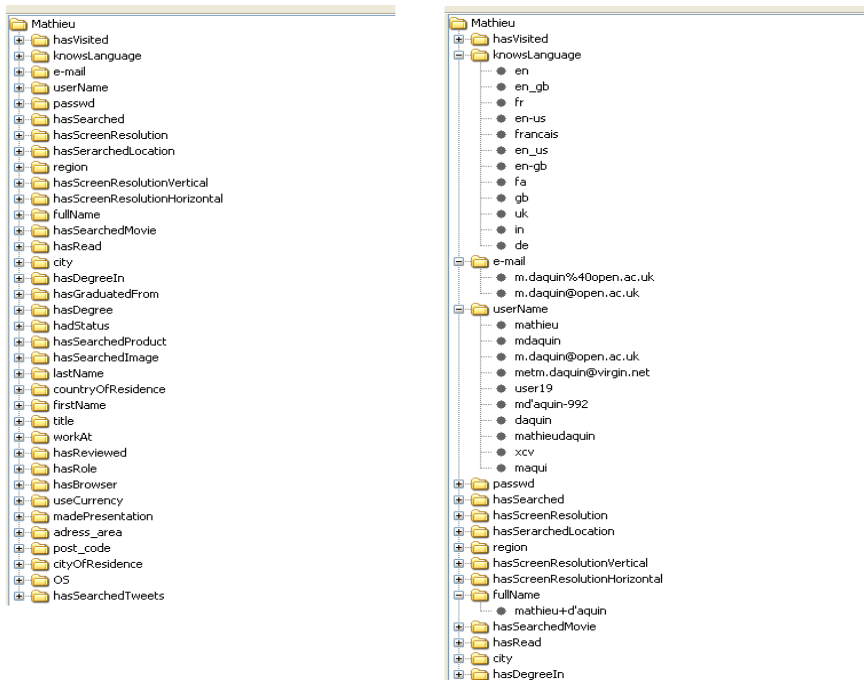 Mathieu
hasVisited
knowsLanguage
e-mail
userName
passwd
hasSearched
hasScreenResolution
hasSerarchedLocation
region
hasScreenResolutionVertical
hasScreenResolutionHorizontal
fullName
hasSearchedMovie
hasRead
city
hasDegreeIn
hasGraduatedFrom
hasDegree
hadStatus
hasSearchedProduct
hasSearchedImage
lastName
countryOfResidence
firstName
title
workAt
hasReviewed
hasRole
hasBrowser
useCurrency
madePresentation
adress_area
post_code
cityOfResidence
OS
hasSearchedTweets
Mathieu
hasVisited
knowsLanguage
en
en_gb
fr
en-us
francais
en_us
en-gb
fa
gb
uk
in
de
e-mail
m.daquin%40open.ac.uk
m.daquin@open.ac.uk
userName
mathieu
mdaquin
m.daquin@open.ac.uk
metm.daquin@virgin.net
user19
md'aquin-992
daquin
mathieudaquin
xcv
maqui
passwd
hasSearched
hasScreenResolution
hasSerarchedLocation
region
hasScreenResolutionVertical
hasScreenResolutionHorizontal
fullName
mathieu+d'aquin
hasSearchedMovie
hasRead
city
hasDegreeIn